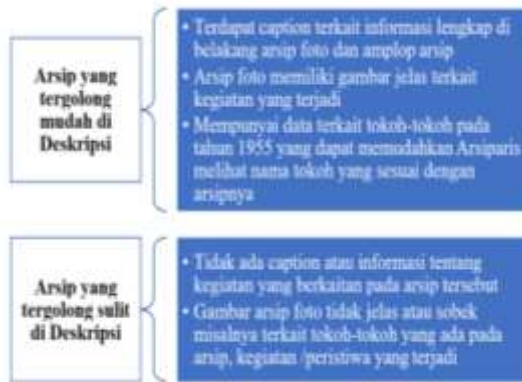 Arsip yang
tergolong
mudah di
Deskripsi
• Terdapat caption terkait informasi lengkap di
belakang arsip foto dan amplop arsip
• Arsip foto memiliki gambar jelas terkait
kegiatan yang terjadi
• Mempunyai data terkait tokoh-tokoh pada
tahun 1955 yang dapat memudahkan Arsiparis
melihat nama tokoh yang sesuai dengan
arsipnya
Arsip yang
tergolong sulit
di Deskripsi
• Tidak ada caption atau informasi tentang
kegiatan yang berkaitan pada arsip tersebut
• Gambar arsip foto tidak jelas atau sobek
misalnya terkait tokoh-tokoh yang ada pada
arsip, kegiatan /peristiwa yang terjadi